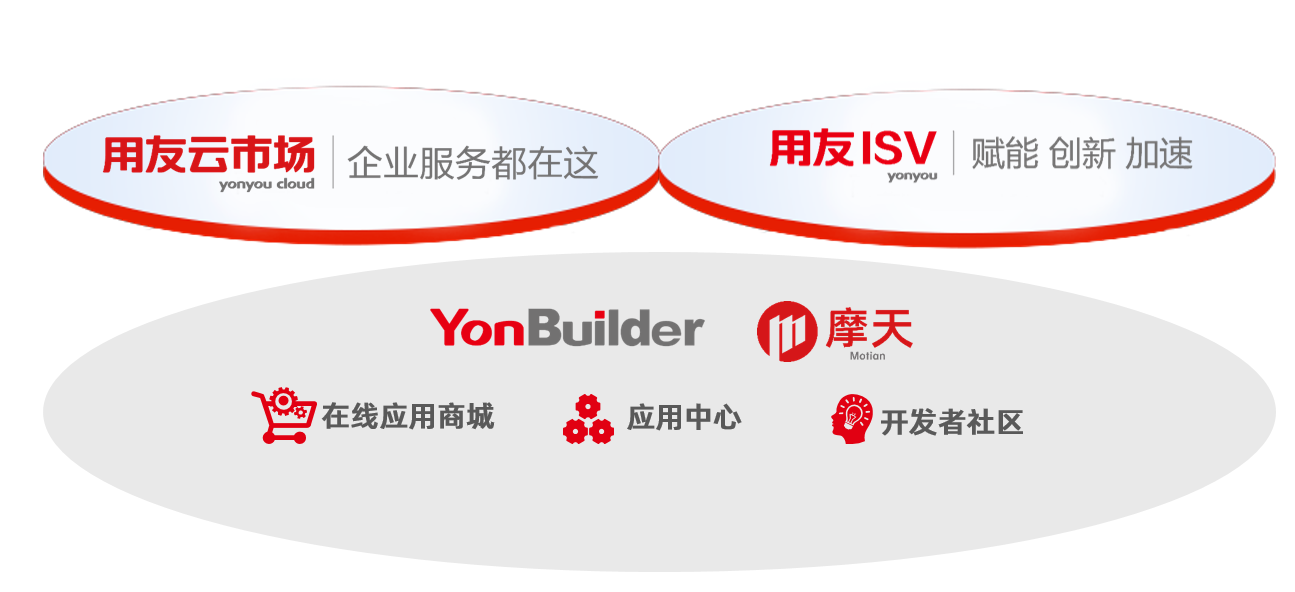 用友云市场 企业服务都在这
yonyou cloud
用友ISV 赋能 创新 加速
yonyou
YonBuilder 摩天
Motian
在线应用商城 应用中心 开发者社区